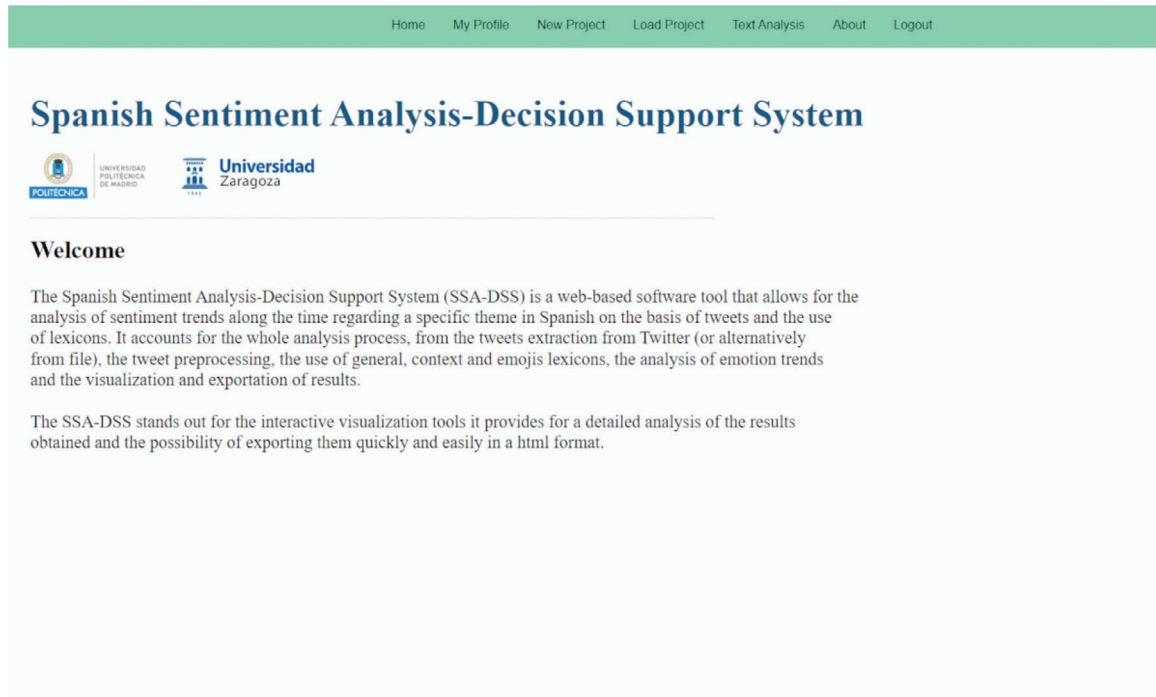 Home My Profile New Project Load Project Text Analysis About Logout
Spanish Sentiment Analysis-Decision Support System
POLITÉCNICA
UNIVERSIDAD
POLITÉCNICA
DE MADRID
1542
Universidad
Zaragoza
Welcome
The Spanish Sentiment Analysis-Decision Support System (SSA-DSS) is a web-based software tool that allows for the
analysis of sentiment trends along the time regarding a specific theme in Spanish on the basis of tweets and the use
of lexicons. It accounts for the whole analysis process, from the tweets extraction from Twitter (or alternatively
from file), the tweet preprocessing, the use of general, context and emojis lexicons, the analysis of emotion trends
and the visualization and exportation of results.
The SSA-DSS stands out for the interactive visualization tools it provides for a detailed analysis of the results
obtained and the possibility of exporting them quickly and easily in a html format.